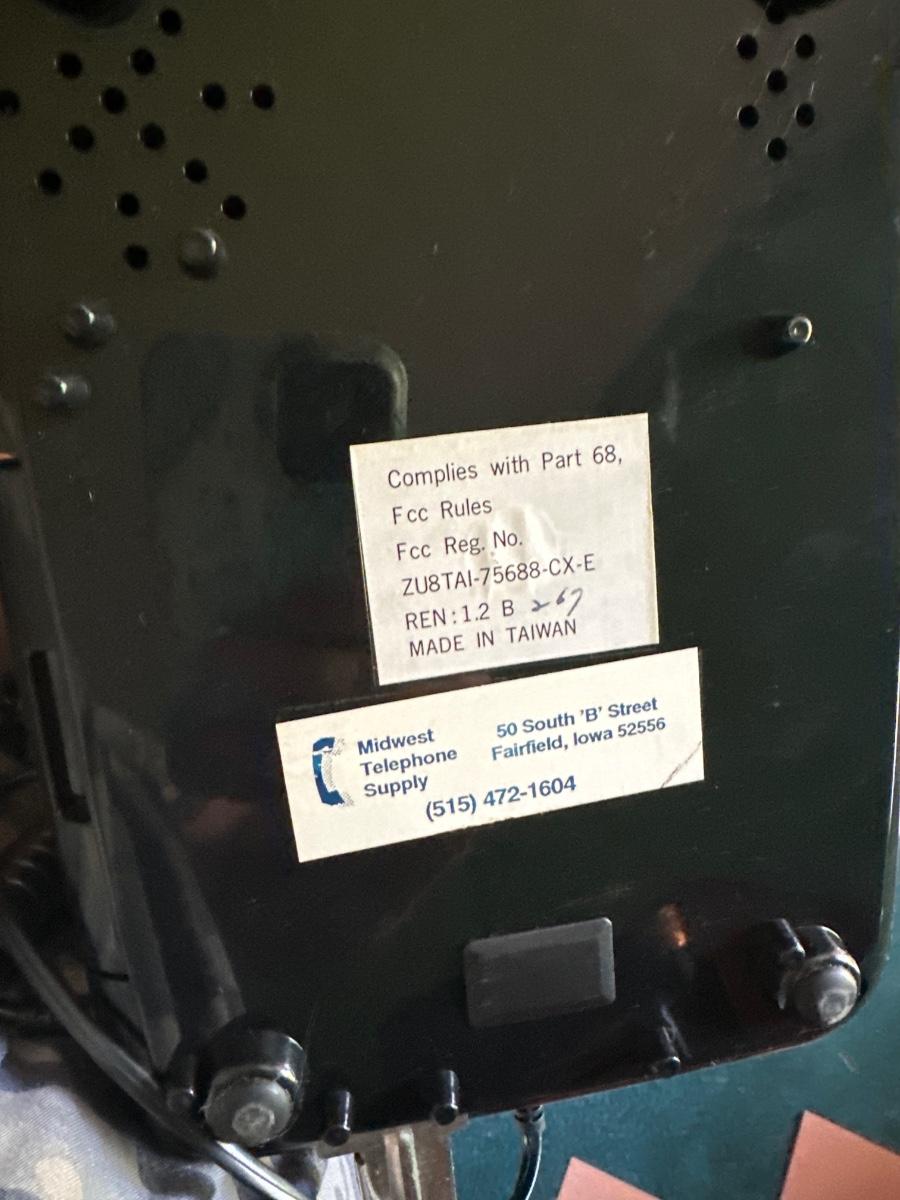 Complies with Part 68,
Fcc Rules
Fcc Reg. No.
ZU8TAI-75688-CX-E
REN:1.2 B 267
MADE IN TAIWAN
Midwest
Telephone
Supply
50 South 'B' Street
Fairfield, Iowa 52556
(515) 472-1604